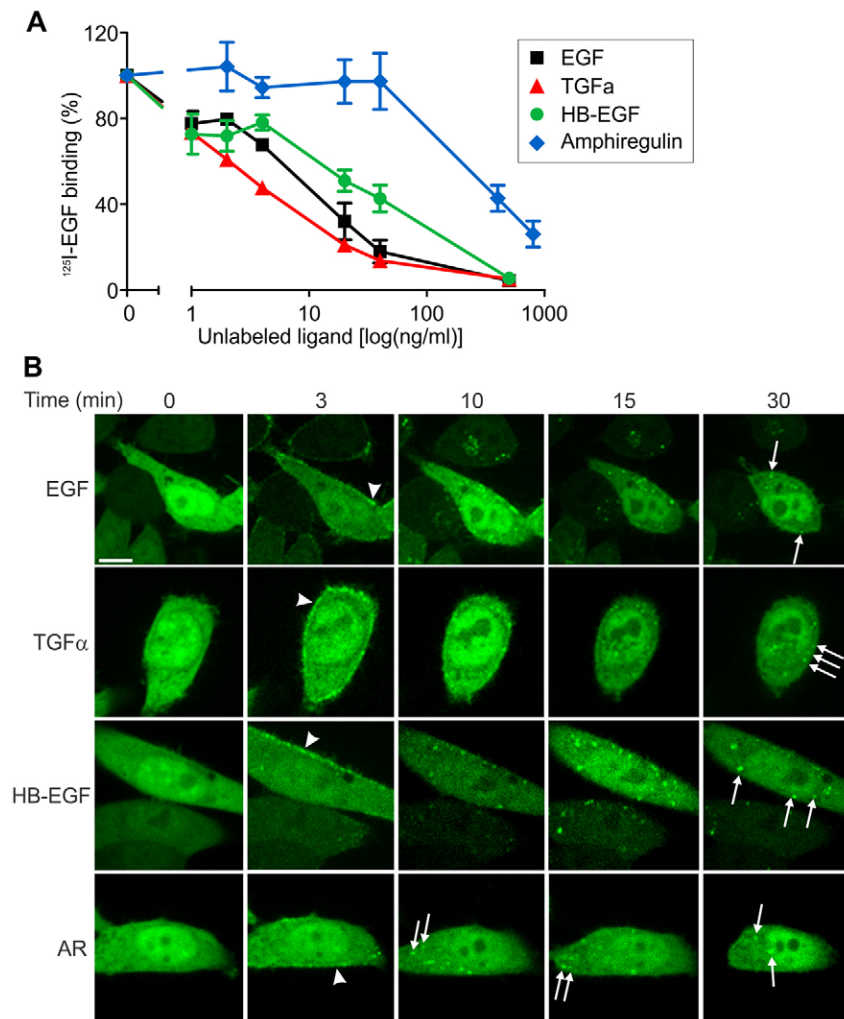 A
120
80
40
0
¹²⁵I-EGF binding (%)
0 1 10 100 1000
Unlabeled ligand [log(ng/ml)]
EGF
TGFa
HB-EGF
Amphiregulin
B
Time (min) 0 3 10 15 30
EGF
TGFα
HB-EGF
AR